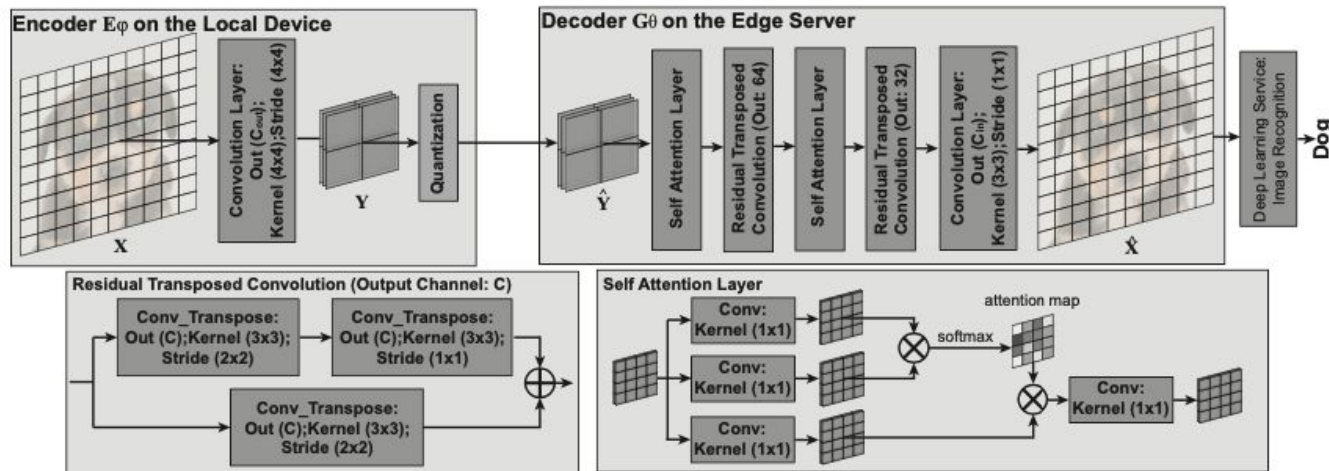 Encoder Eφ on the Local Device
X
Convolution Layer:
Out (Cout);
Kernel (4x4);Stride (4x4)
Y
Quantization
Decoder Gθ on the Edge Server
Ŷ
Self Attention Layer
Residual Transposed
Convolution (Out: 64)
Self Attention Layer
Residual Transposed
Convolution (Out: 32)
Convolution Layer:
Out (Cin);
Kernel (3x3);Stride (1x1)
X̂
Deep Learning Service:
Image Recognition
Dog
Residual Transposed Convolution (Output Channel: C)
Conv_Transpose:
Out (C);Kernel (3x3);
Stride (2x2)
Conv_Transpose:
Out (C);Kernel (3x3);
Stride (1x1)
Conv_Transpose:
Out (C);Kernel (3x3);
Stride (2x2)
Self Attention Layer
Conv:
Kernel (1x1)
Conv:
Kernel (1x1)
Conv:
Kernel (1x1)
softmax
attention map
Conv:
Kernel (1x1)